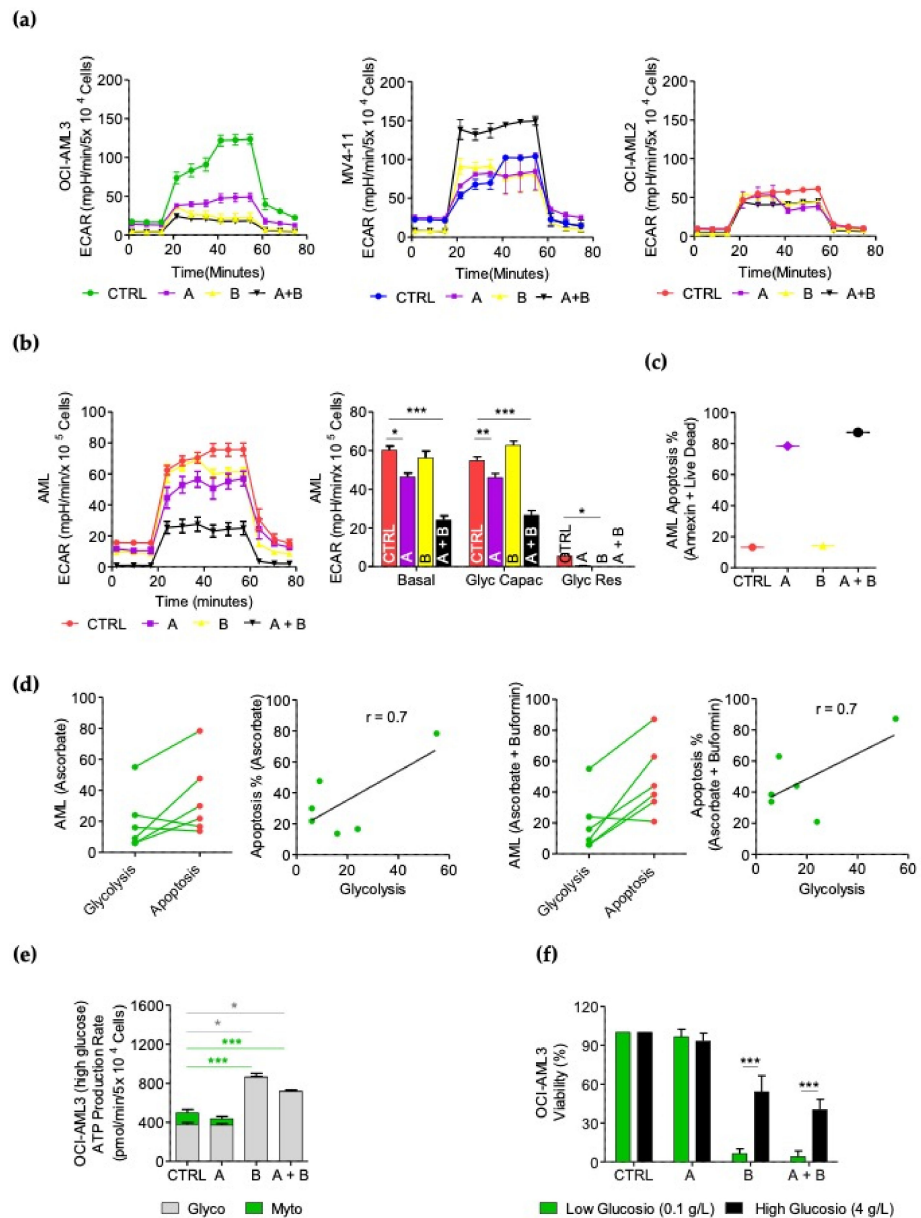 (a)
OCI-AML3
ECAR (mpH/min/5x 10 4 Cells)
200
150
100
50
0
0 20 40 60 80
Time(Minutes)
CTRL A B A+B
MV4-11
ECAR (mpH/min/5x 10 4 Cells)
200
150
100
50
0
0 20 40 60 80
Time(Minutes)
CTRL A B A+B
OCI-AML2
ECAR (mpH/min/5x 10 4 Cells)
200
150
100
50
0
0 20 40 60 80
Time(Minutes)
CTRL A B A+B
(b)
AML
ECAR (mpH/min/x 10 5 Cells)
80
60
40
20
0
0 20 40 60 80
Time (minutes)
CTRL A B A + B
AML
ECAR (mpH/min/x 10 5 Cells)
80
60
40
20
0
***
*
***
**
*
CTRL A B A + B
CTRL A B A + B
CTRL A B A + B
Basal Glyc Capac Glyc Res
(c)
AML Apoptosis %
(Annexin + Live Dead)
100
80
60
40
20
0
CTRL A B A + B
(d)
AML (Ascorbate)
100
80
60
40
20
0
Glycolysis Apoptosis
Apoptosis % (Ascorbate)
100
80
60
40
20
0
r = 0.7
0 20 40 60
Glycolysis
AML (Ascorbate + Buformin)
100
80
60
40
20
0
Glycolysis Apoptosis
Apoptosis %
(Ascorbate + Buformin)
100
80
60
40
20
0
r = 0.7
0 20 40 60
Glycolysis
(e)
OCI-AML3 (high glucose)
ATP Production Rate
(pmol/min/5x 10 4 Cells)
1600
1200
800
400
0
*
*
***
***
CTRL A B A + B
Glyco Myto
(f)
OCI-AML3
Viability (%)
120
90
60
30
0
***
***
CTRL A B A + B
Low Glucosio (0.1 g/L) High Glucosio (4 g/L)